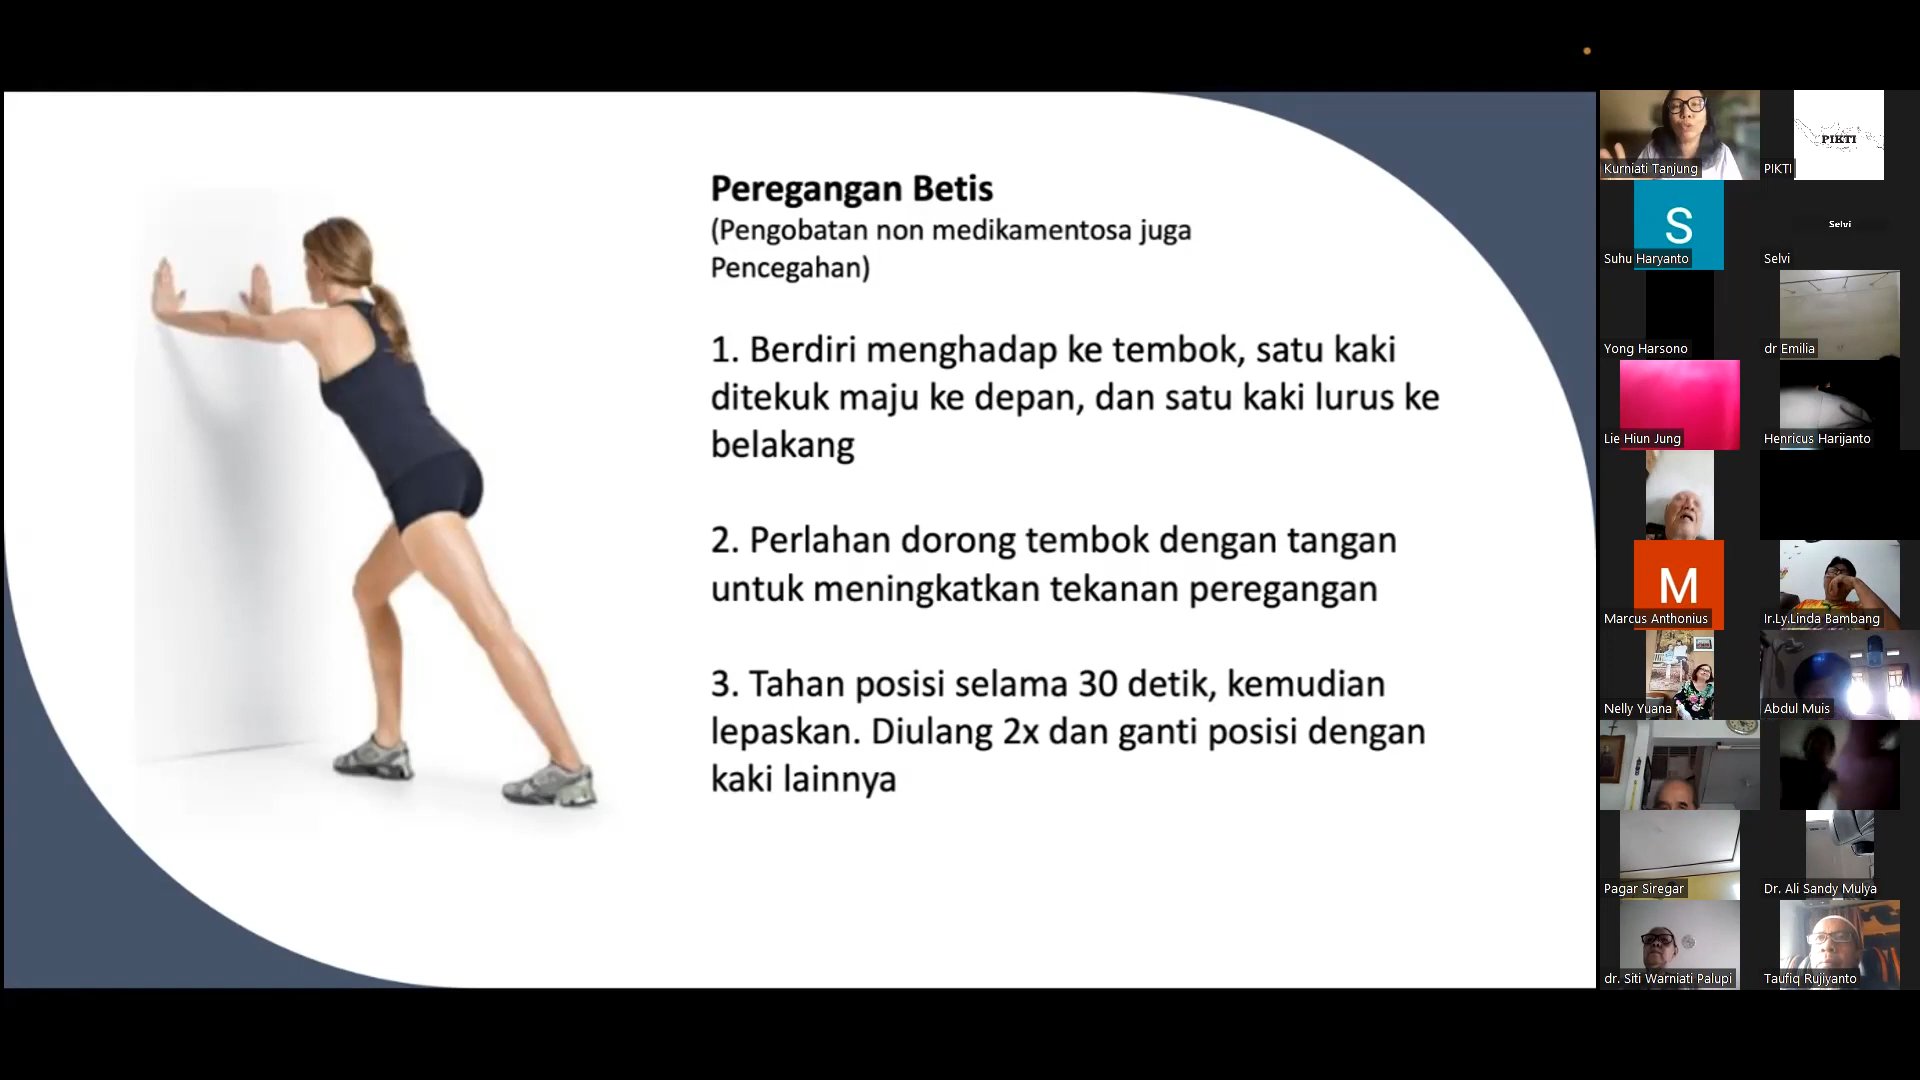 Peregangan Betis
(Pengobatan non medikamentosa juga
Pencegahan)
1. Berdiri menghadap ke tembok, satu kaki
ditekuk maju ke depan, dan satu kaki lurus ke
belakang
2. Perlahan dorong tembok dengan tangan
untuk meningkatkan tekanan peregangan
3. Tahan posisi selama 30 detik, kemudian
lepaskan. Diulang 2x dan ganti posisi dengan
kaki lainnya
Kurniati Tanjung
PIKTI
PIKTI
S
Suhu Haryanto
Selvi
Selvi
Yong Harsono
dr Emilia
Lie Hiun Jung
Henricus Harijanto
M
Marcus Anthonius
Ir.Ly.Linda Bambang
Nelly Yuana
Abdul Muis
Pagar Siregar
Dr. Ali Sandy Mulya
dr. Siti Warniati Palupi
Taufiq Rujiyanto